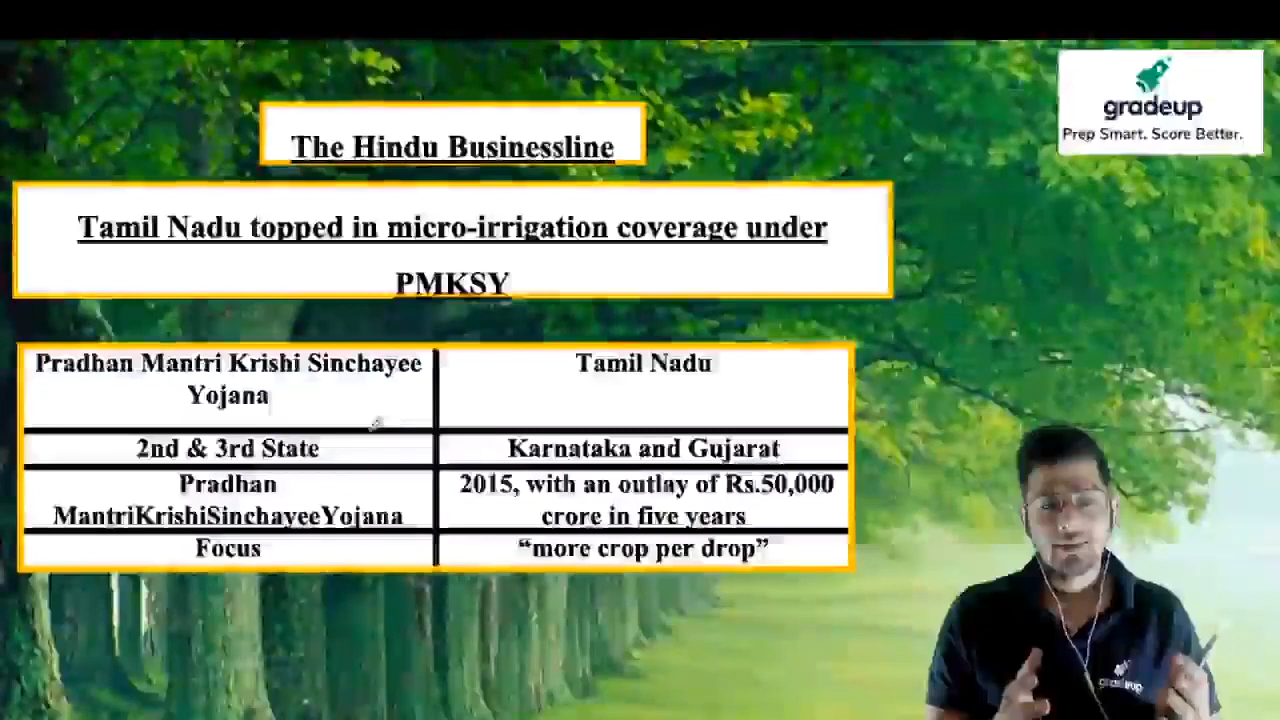 gradeup
Prep Smart. Score Better.
The Hindu Businessline
Tamil Nadu topped in micro-irrigation coverage under
PMKSY
Pradhan Mantri Krishi Sinchayee
Yojana
Tamil Nadu
2nd & 3rd State
Karnataka and Gujarat
Pradhan
MantriKrishiSinchayeeYojana
2015, with an outlay of Rs.50,000
crore in five years
Focus
“more crop per drop”
gradeup